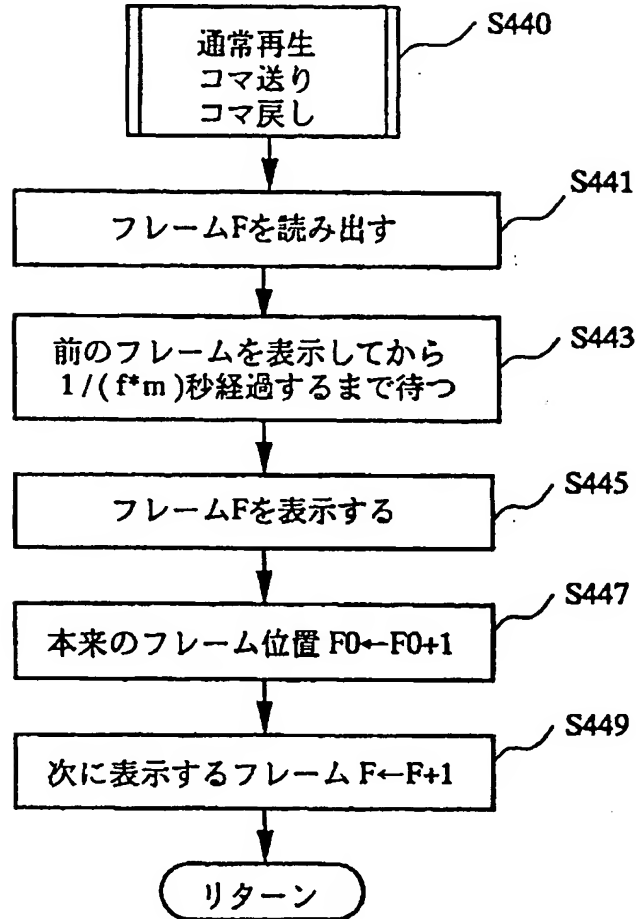 通常再生
コマ送り
コマ戻し
S440
フレームFを読み出す
S441
前のフレームを表示してから
1/(f*m)秒経過するまで待つ
S443
フレームFを表示する
S445
本来のフレーム位置 F0←F0+1
S447
次に表示するフレーム F←F+1
S449
リターン